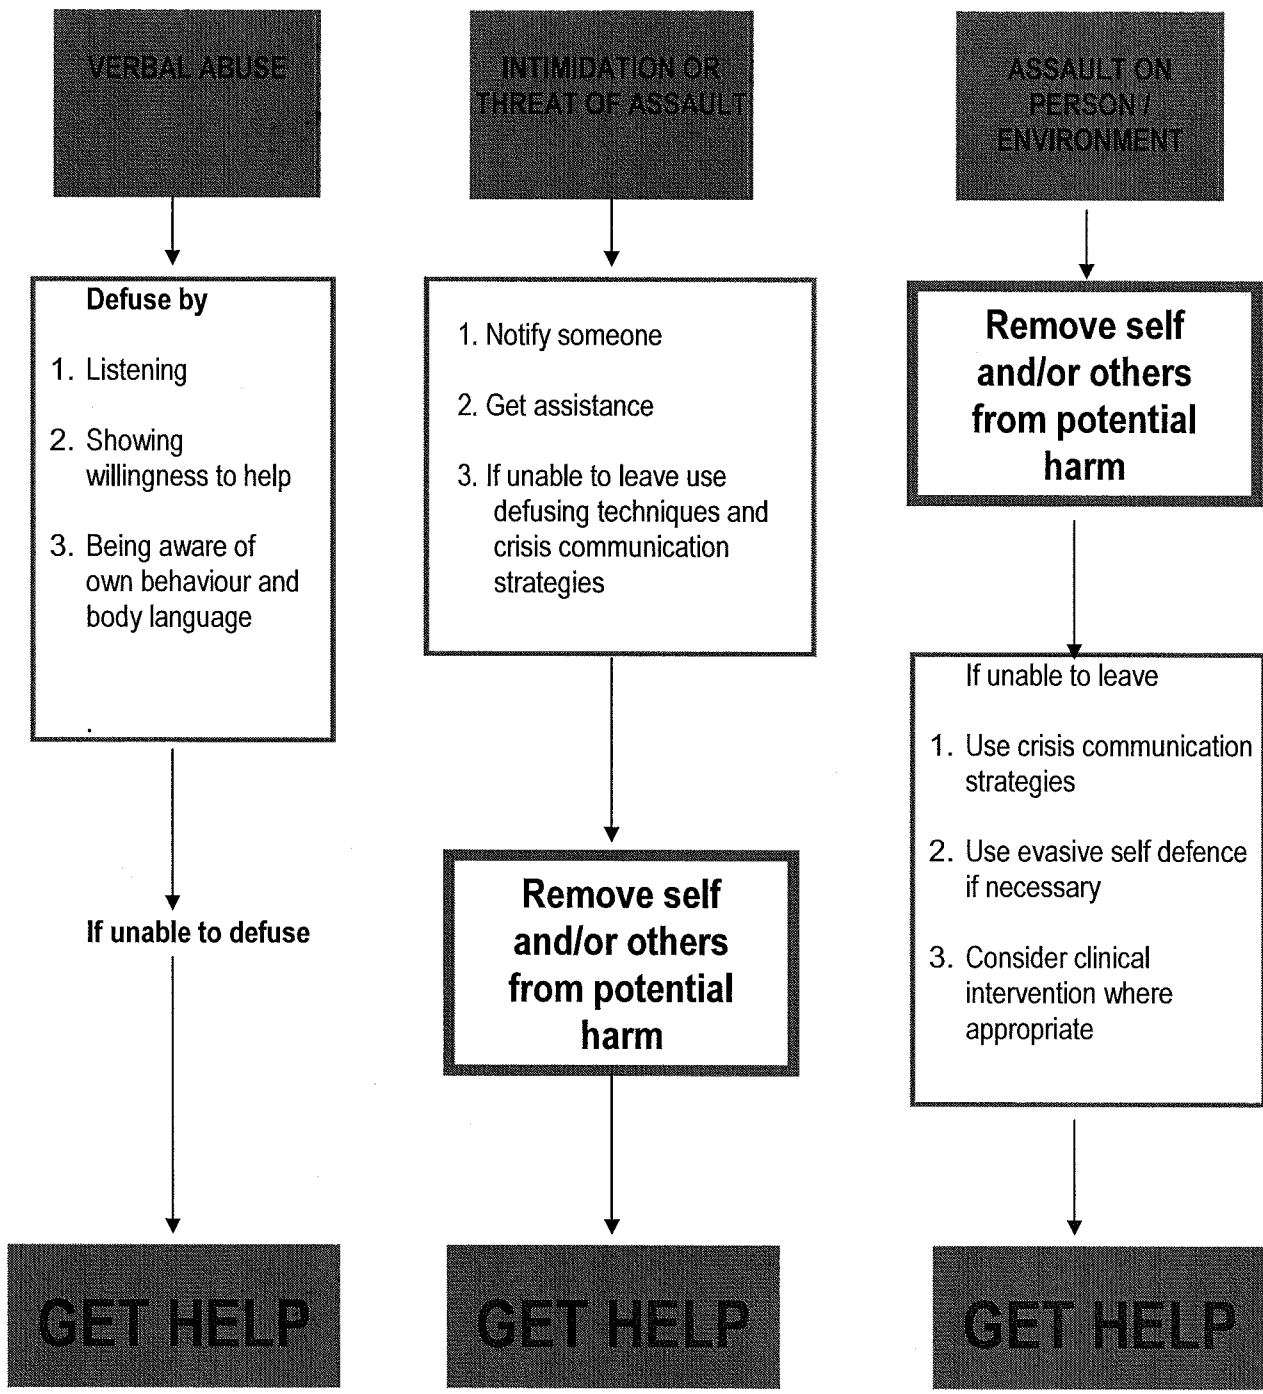 VERBAL ABUSE
Defuse by
1. Listening
2. Showing
willingness to help
3. Being aware of
own behaviour and
body language
.
If unable to defuse
GET HELP
INTIMIDATION OR
THREAT OF ASSAULT
1. Notify someone
2. Get assistance
3. If unable to leave use
defusing techniques and
crisis communication
strategies
Remove self
and/or others
from potential
harm
GET HELP
ASSAULT ON
PERSON /
ENVIRONMENT
Remove self
and/or others
from potential
harm
If unable to leave
1. Use crisis communication
strategies
2. Use evasive self defence
if necessary
3. Consider clinical
intervention where
appropriate
GET HELP